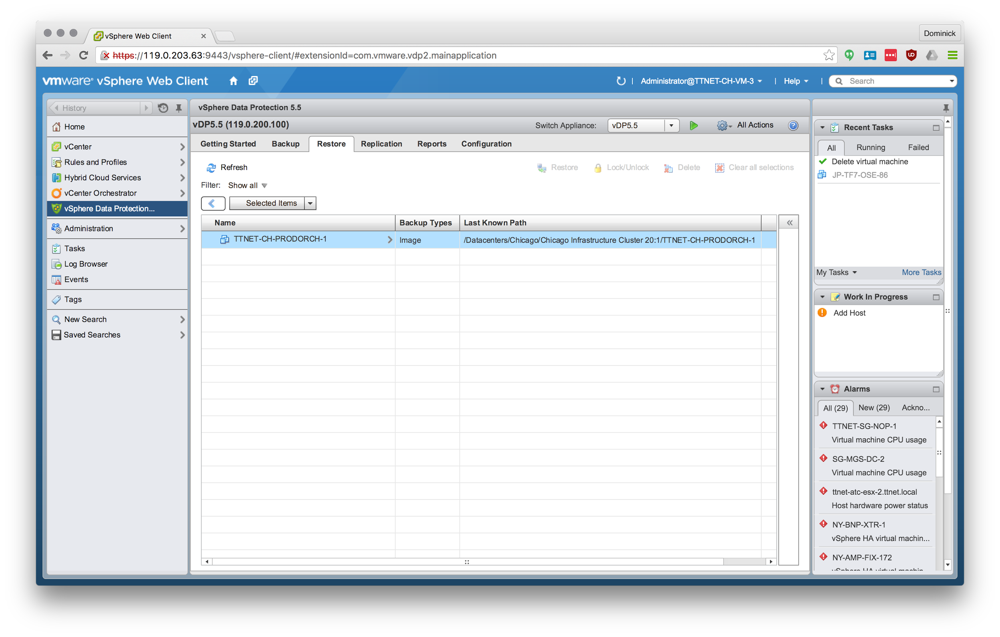 vSphere Web Client
Dominick
https://119.0.203.63:9443/vsphere-client/#extensionId=com.vmware.vdp2.mainapplication
vmware® vSphere Web Client
Administrator@TTNET-CH-VM-3 | Help | Search
History
Home
vCenter
Rules and Profiles
Hybrid Cloud Services
vCenter Orchestrator
vSphere Data Protection...
Administration
Tasks
Log Browser
Events
Tags
New Search
Saved Searches
vSphere Data Protection 5.5
vDP5.5 (119.0.200.100)
Switch Appliance: vDP5.5 All Actions
Getting Started Backup Restore Replication Reports Configuration
Refresh Restore Lock/Unlock Delete Clear all selections
Filter: Show all
Selected Items
Name Backup Types Last Known Path
TTNET-CH-PRODORCH-1 Image /Datacenters/Chicago/Chicago Infrastructure Cluster 20:1/TTNET-CH-PRODORCH-1
Recent Tasks
All Running Failed
Delete virtual machine
JP-TF7-OSE-86
My Tasks More Tasks
Work In Progress
Add Host
Alarms
All (29) New (29) Ackno...
TTNET-SG-NOP-1
Virtual machine CPU usage
SG-MGS-DC-2
Virtual machine CPU usage
ttnet-atc-esx-2.ttnet.local
Host hardware power status
NY-BNP-XTR-1
vSphere HA virtual machin...
NY-AMP-FIX-172